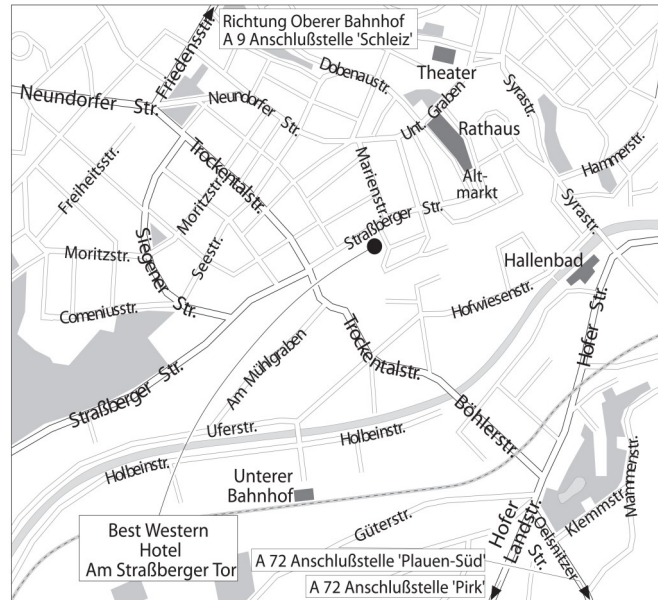 Richtung Oberer Bahnhof
A 9 Anschlußstelle 'Schleiz'
Friedensstr.
Theater
Dobenaustr.
Syrastr.
Neundorfer Str.
Neundorfer Str.
Unt. Graben
Rathaus
Hammerstr.
Trockentalstr.
Marienstr.
Alt-
markt
Freiheitsstr.
Moritzstr.
Straßberger Str.
Syrastr.
Moritzstr.
Siegener Str.
Seestr.
Hallenbad
Comeniusstr.
Hofwiesenstr.
Hofer Str.
Trockentalstr.
Am Mühlgraben
Straßberger Str.
Böhlerstr.
Uferstr.
Holbeinstr.
Holbeinstr.
Unterer
Bahnhof
Mammenstr.
Klemmstr.
Güterstr.
Hofer
Landstr.
Oelsnitzer
Str.
Best Western
Hotel
Am Straßberger Tor
A 72 Anschlußstelle 'Plauen-Süd'
A 72 Anschlußstelle 'Pirk'